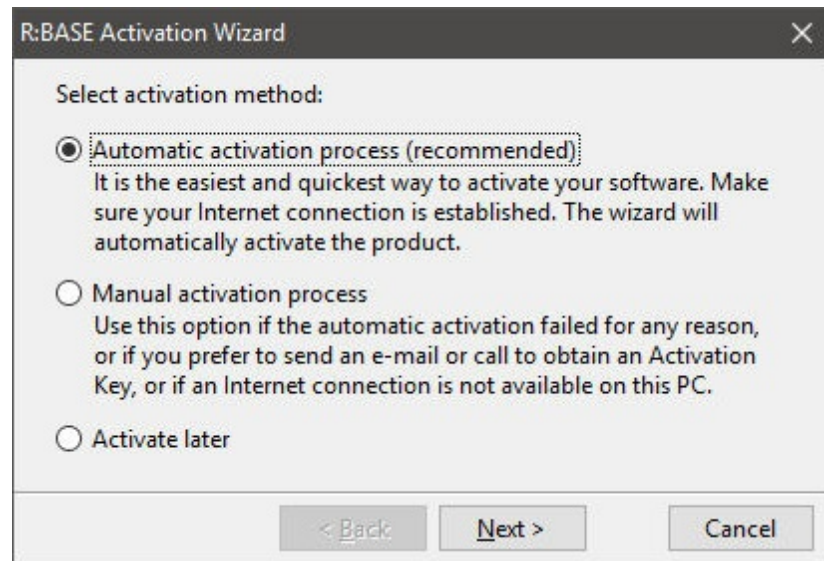 R:BASE Activation Wizard
Select activation method:
Automatic activation process (recommended)
It is the easiest and quickest way to activate your software. Make
sure your Internet connection is established. The wizard will
automatically activate the product.
Manual activation process
Use this option if the automatic activation failed for any reason,
or if you prefer to send an e-mail or call to obtain an Activation
Key, or if an Internet connection is not available on this PC.
Activate later
< Back
Next >
Cancel